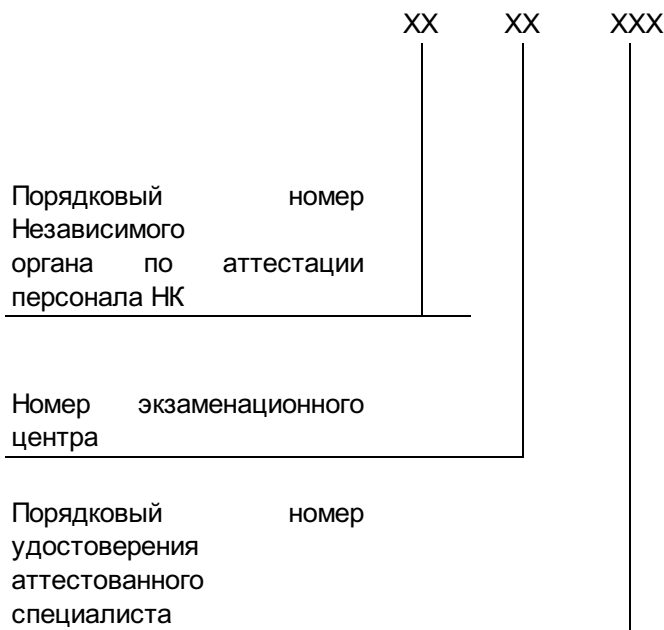 XX XX XXX
Порядковый номер
Независимого
органа по аттестации
персонала НК
Номер экзаменационного
центра
Порядковый номер
удостоверения
аттестованного
специалиста